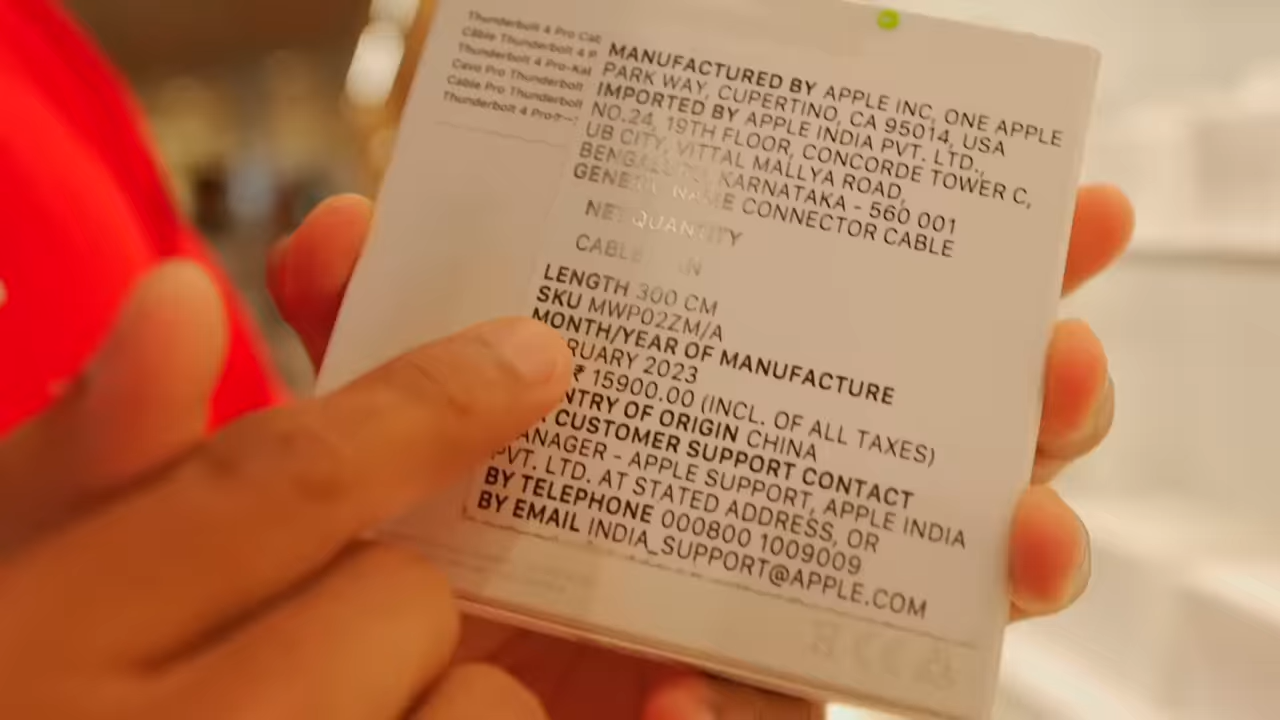 Thunderbolt 4 Pro Cab
Câble Thunderbolt 4 P
Thunderbolt 4 Pro-Kal
Cavo Pro Thunderbolt
Cable Pro Thunderbolt
Thunderbolt 4 Pro
MANUFACTURED BY APPLE INC, ONE APPLE
PARK WAY, CUPERTINO, CA 95014, USA
IMPORTED BY APPLE INDIA PVT. LTD.,
NO.24, 19TH FLOOR, CONCORDE TOWER C,
UB CITY, VITTAL MALLYA ROAD,
KARNATAKA - 560 001
NAME CONNECTOR CABLE
NET QUANTITY
CABLE
LENGTH 300 CM
SKU MWP02ZM/A
MONTH/YEAR OF MANUFACTURE
RUARY 2023
₹ 15900.00 (INCL. OF ALL TAXES)
NTRY OF ORIGIN CHINA
CUSTOMER SUPPORT CONTACT
ANAGER - APPLE SUPPORT, APPLE INDIA
PVT. LTD. AT STATED ADDRESS, OR
BY TELEPHONE 000800 1009009
BY EMAIL INDIA_SUPPORT@APPLE.COM